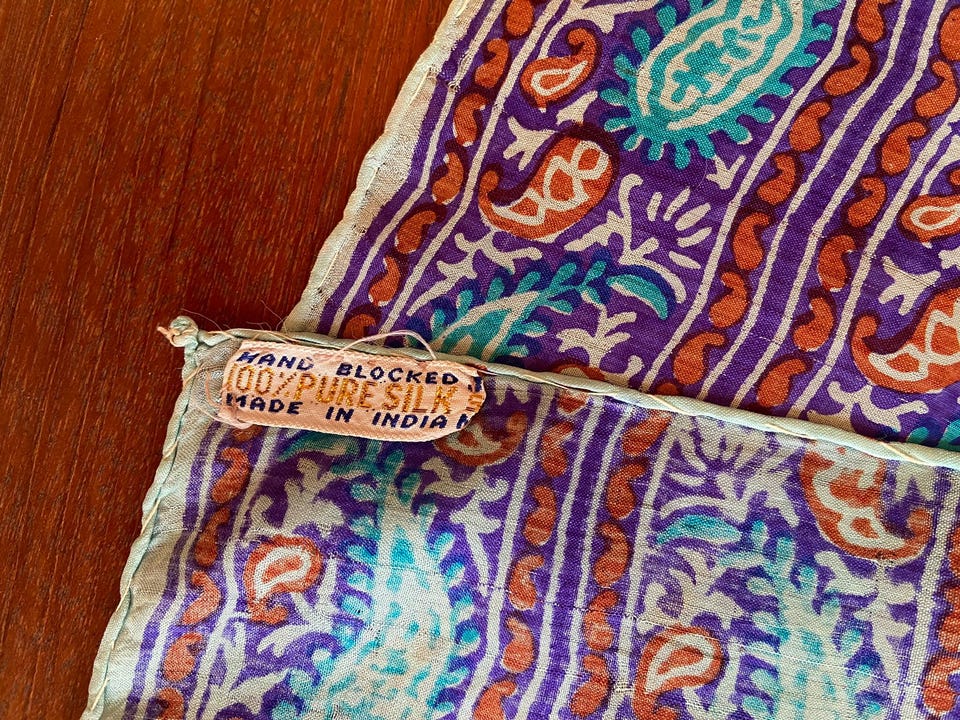 HAND BLOCKED
100% PURE SILK
MADE IN INDIA